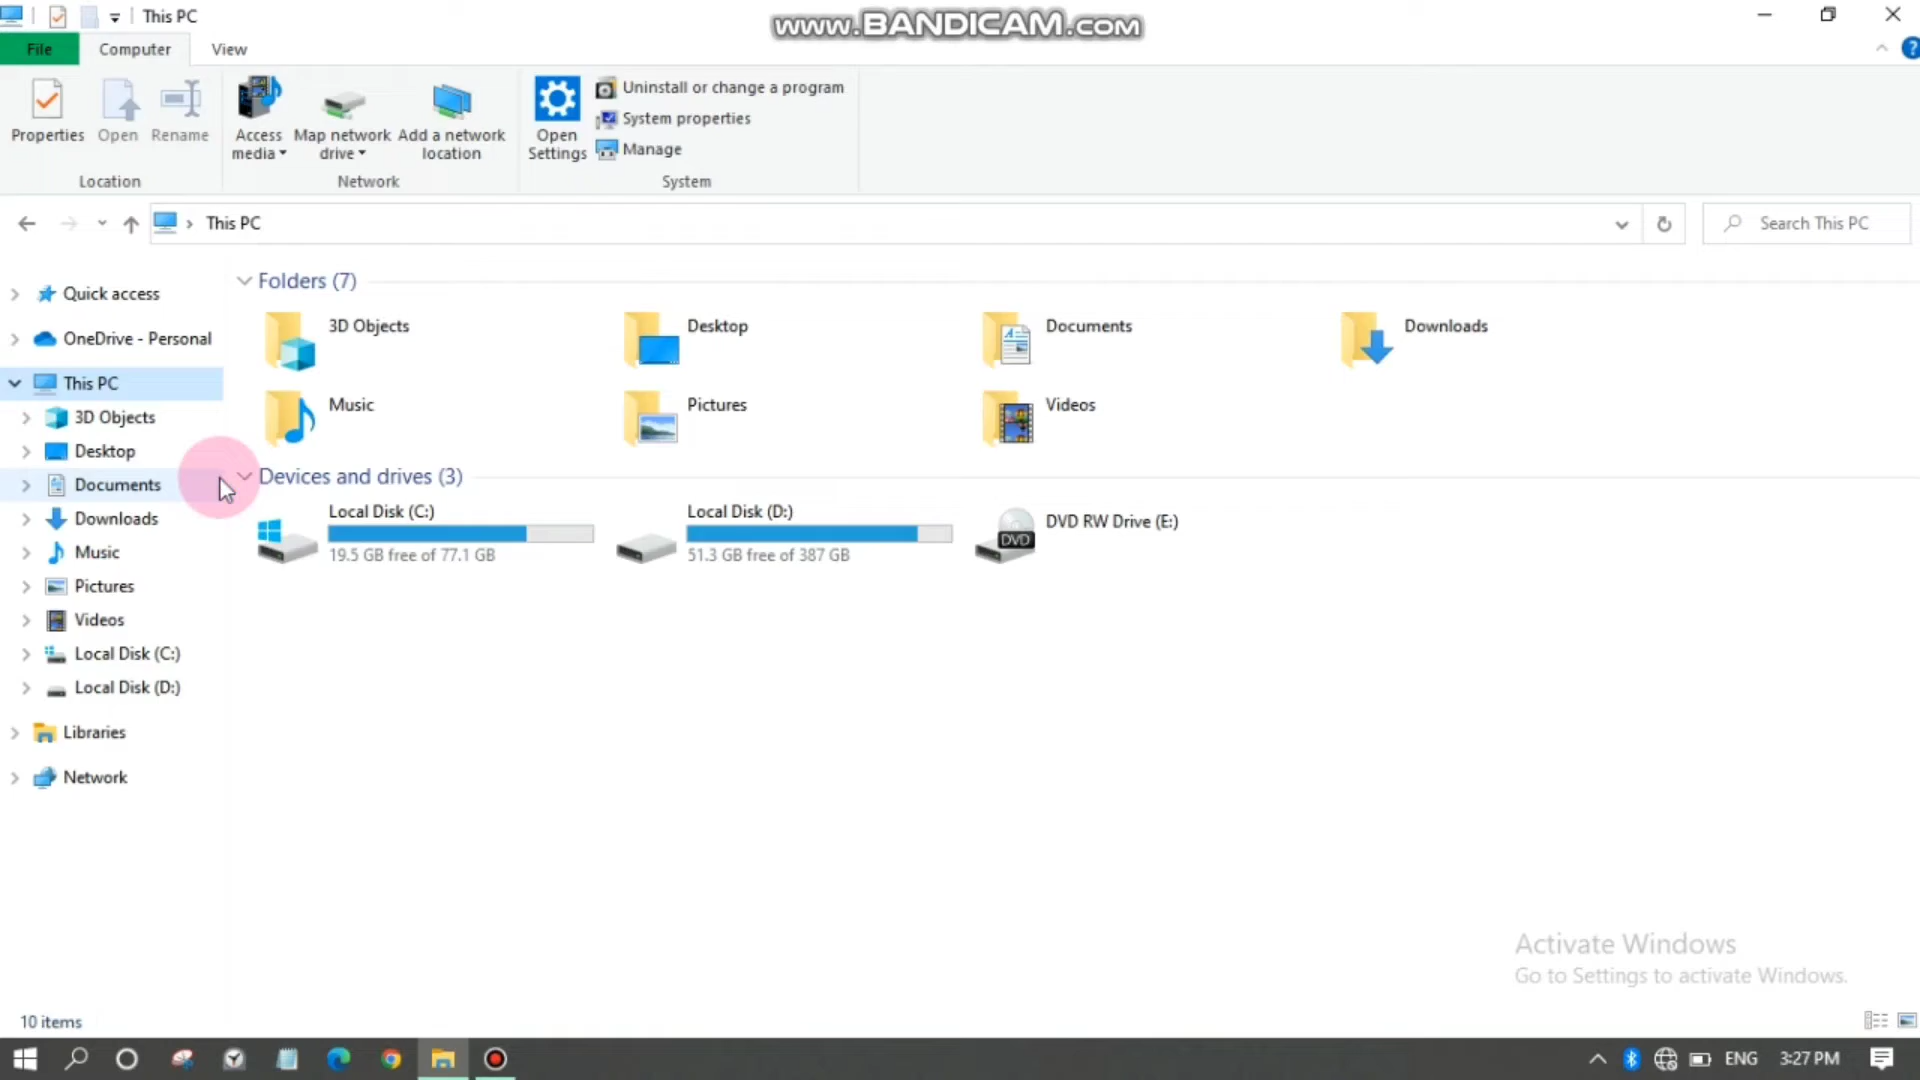 This PC
www.BANDICAM.com
File
Computer
View
Properties
Open
Rename
Access media
Map network drive
Add a network location
Open Settings
Uninstall or change a program
System properties
Manage
Location
Network
System
This PC
Search This PC
Quick access
OneDrive - Personal
This PC
3D Objects
Desktop
Documents
Downloads
Music
Pictures
Videos
Local Disk (C:)
Local Disk (D:)
Libraries
Network
Folders (7)
3D Objects
Desktop
Documents
Downloads
Music
Pictures
Videos
Devices and drives (3)
Local Disk (C:)
19.5 GB free of 77.1 GB
Local Disk (D:)
51.3 GB free of 387 GB
DVD
DVD RW Drive (E:)
Activate Windows
Go to Settings to activate Windows.
10 items
ENG
3:27 PM